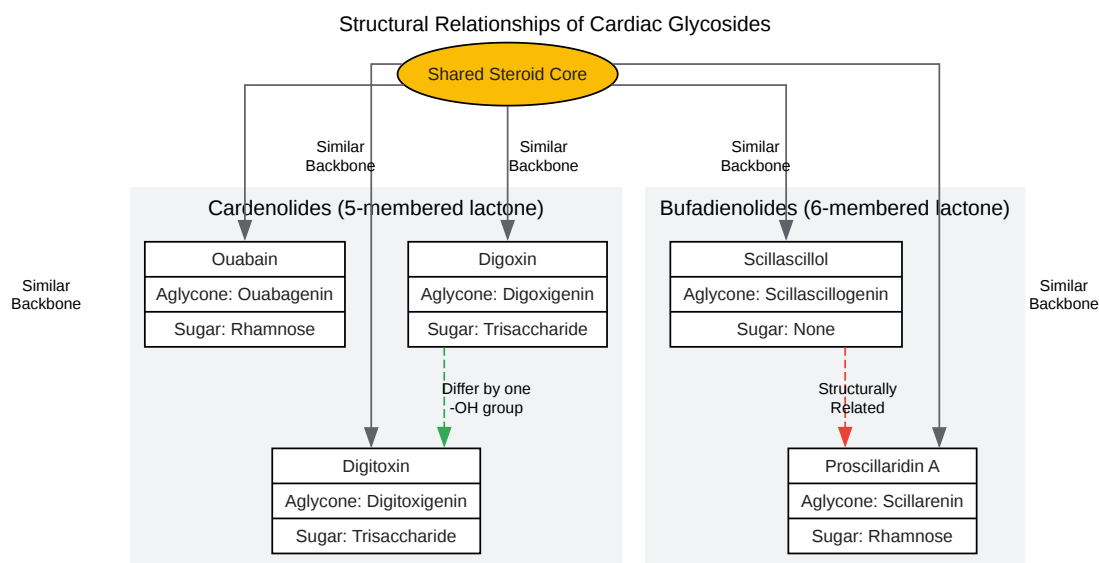 Structural Relationships of Cardiac Glycosides
Shared Steroid Core
Similar
Backbone
Similar
Backbone
Similar
Backbone
Cardenolides (5-membered lactone)
Bufadienolides (6-membered lactone)
Ouabain
Aglycone: Ouabagenin
Sugar: Rhamnose
Digoxin
Aglycone: Digoxigenin
Sugar: Trisaccharide
Scillascillol
Aglycone: Scillascillogenin
Sugar: None
Similar
Backbone
Similar
Backbone
Differ by one
-OH group
Structurally
Related
Digitoxin
Aglycone: Digitoxigenin
Sugar: Trisaccharide
Proscillaridin A
Aglycone: Scillarenin
Sugar: Rhamnose